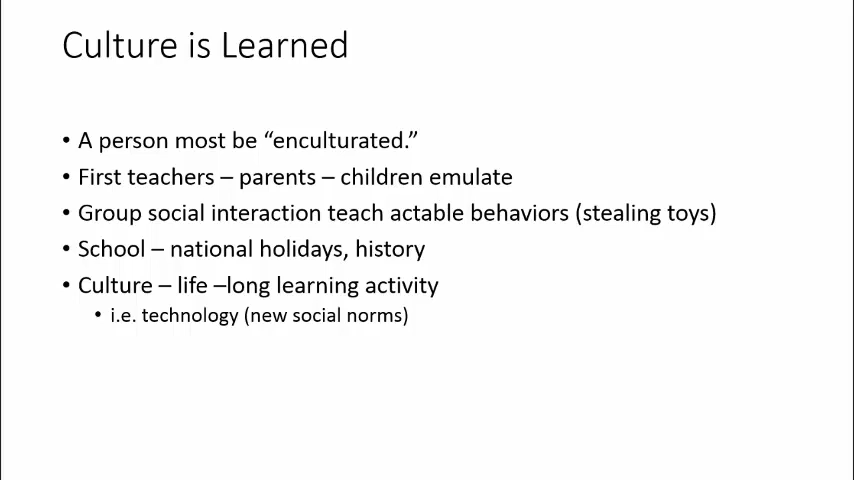 Culture is Learned
• A person most be “enculturated.”
• First teachers – parents – children emulate
• Group social interaction teach actable behaviors (stealing toys)
• School – national holidays, history
• Culture – life –long learning activity
• i.e. technology (new social norms)